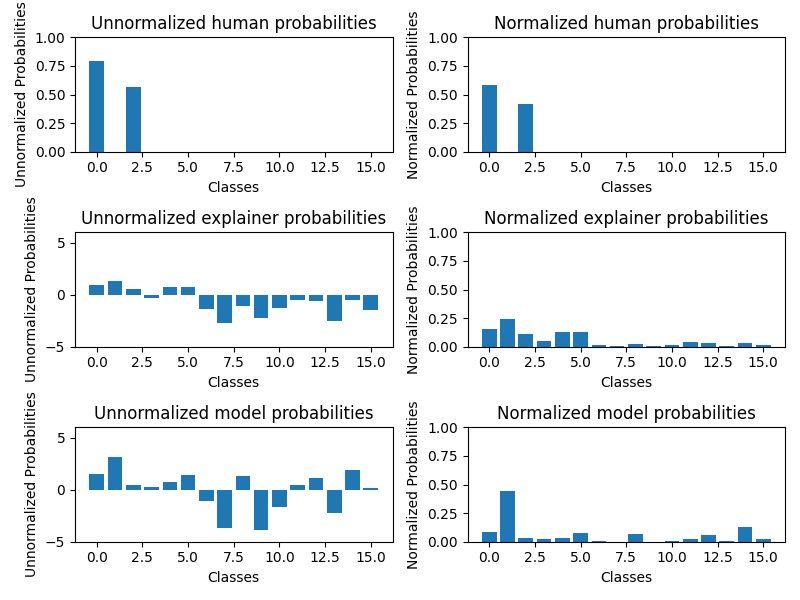 Unnormalized human probabilities
Unnormalized Probabilities
1.00
0.75
0.50
0.25
0.00
0.0 2.5 5.0 7.5 10.0 12.5 15.0
Classes
Normalized human probabilities
Normalized Probabilities
1.00
0.75
0.50
0.25
0.00
0.0 2.5 5.0 7.5 10.0 12.5 15.0
Classes
Unnormalized explainer probabilities
Unnormalized Probabilities
5
0
−5
0.0 2.5 5.0 7.5 10.0 12.5 15.0
Classes
Normalized explainer probabilities
Normalized Probabilities
1.00
0.75
0.50
0.25
0.00
0.0 2.5 5.0 7.5 10.0 12.5 15.0
Classes
Unnormalized model probabilities
Unnormalized Probabilities
5
0
−5
0.0 2.5 5.0 7.5 10.0 12.5 15.0
Classes
Normalized model probabilities
Normalized Probabilities
1.00
0.75
0.50
0.25
0.00
0.0 2.5 5.0 7.5 10.0 12.5 15.0
Classes